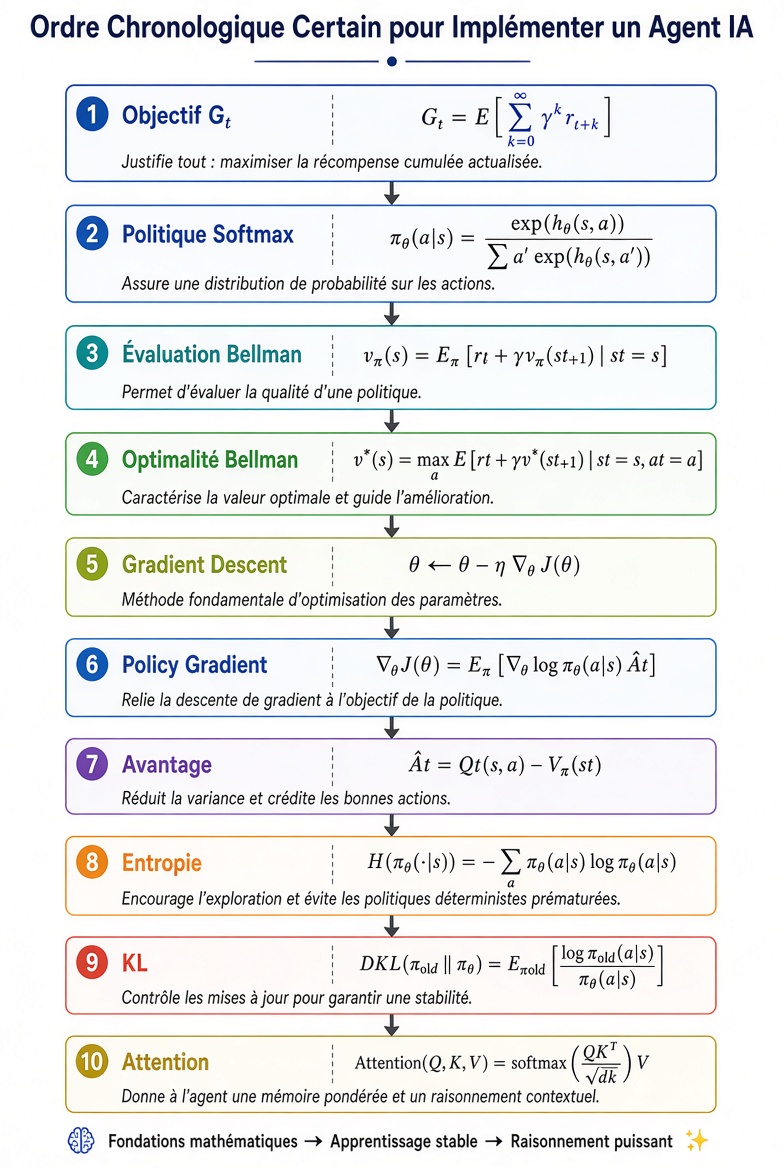 Ordre Chronologique Certain pour Implémenter un Agent IA
1 Objectif G_t
G_t = E [ ∑_{k=0}^{∞} γ^k r_{t+k} ]
Justifie tout : maximiser la récompense cumulée actualisée.
2 Politique Softmax
π_θ(a|s) = exp(h_θ(s, a)) / ∑ a′ exp(h_θ(s, a′))
Assure une distribution de probabilité sur les actions.
3 Évaluation Bellman
v_π(s) = E_π [rt + γv_π(st_{+1}) | st = s]
Permet d’évaluer la qualité d’une politique.
4 Optimalité Bellman
v^*(s) = max_a E [rt + γv^*(st_{+1}) | st = s, at = a]
Caractérise la valeur optimale et guide l’amélioration.
5 Gradient Descent
θ ← θ − η ∇_θ J(θ)
Méthode fondamentale d’optimisation des paramètres.
6 Policy Gradient
∇_θ J(θ) = E_π [∇_θ log π_θ(a|s) Ât]
Relie la descente de gradient à l’objectif de la politique.
7 Avantage
Ât = Qt(s, a) − V_π(st)
Réduit la variance et crédite les bonnes actions.
8 Entropie
H(π_θ(·|s)) = − ∑_a π_θ(a|s) log π_θ(a|s)
Encourage l’exploration et évite les politiques déterministes prématurées.
9 KL
DKL(π_old ∥ π_θ) = E_{πold} [ log π_old(a|s) / π_θ(a|s) ]
Contrôle les mises à jour pour garantir une stabilité.
10 Attention
Attention(Q, K, V) = softmax ( QK^T / √dk ) V
Donne à l’agent une mémoire pondérée et un raisonnement contextuel.
Fondations mathématiques → Apprentissage stable → Raisonnement puissant